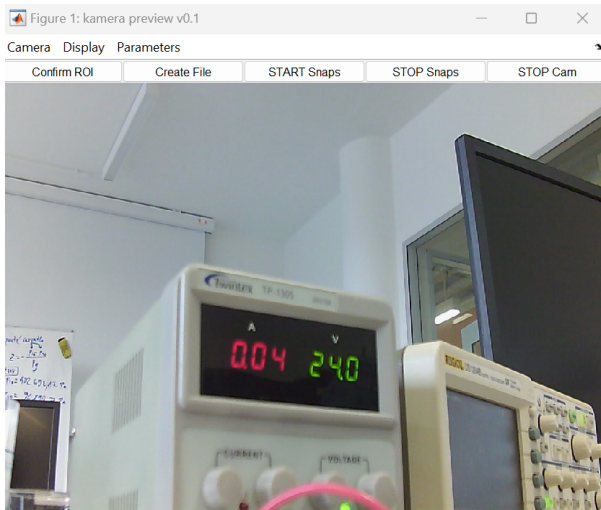 Figure 1: kamera preview v0.1
Camera Display Parameters
Confirm ROI Create File START Snaps STOP Snaps STOP Cam
Twintex TP-1305
A V
0.04 24.0
CURRENT VOLTAGE